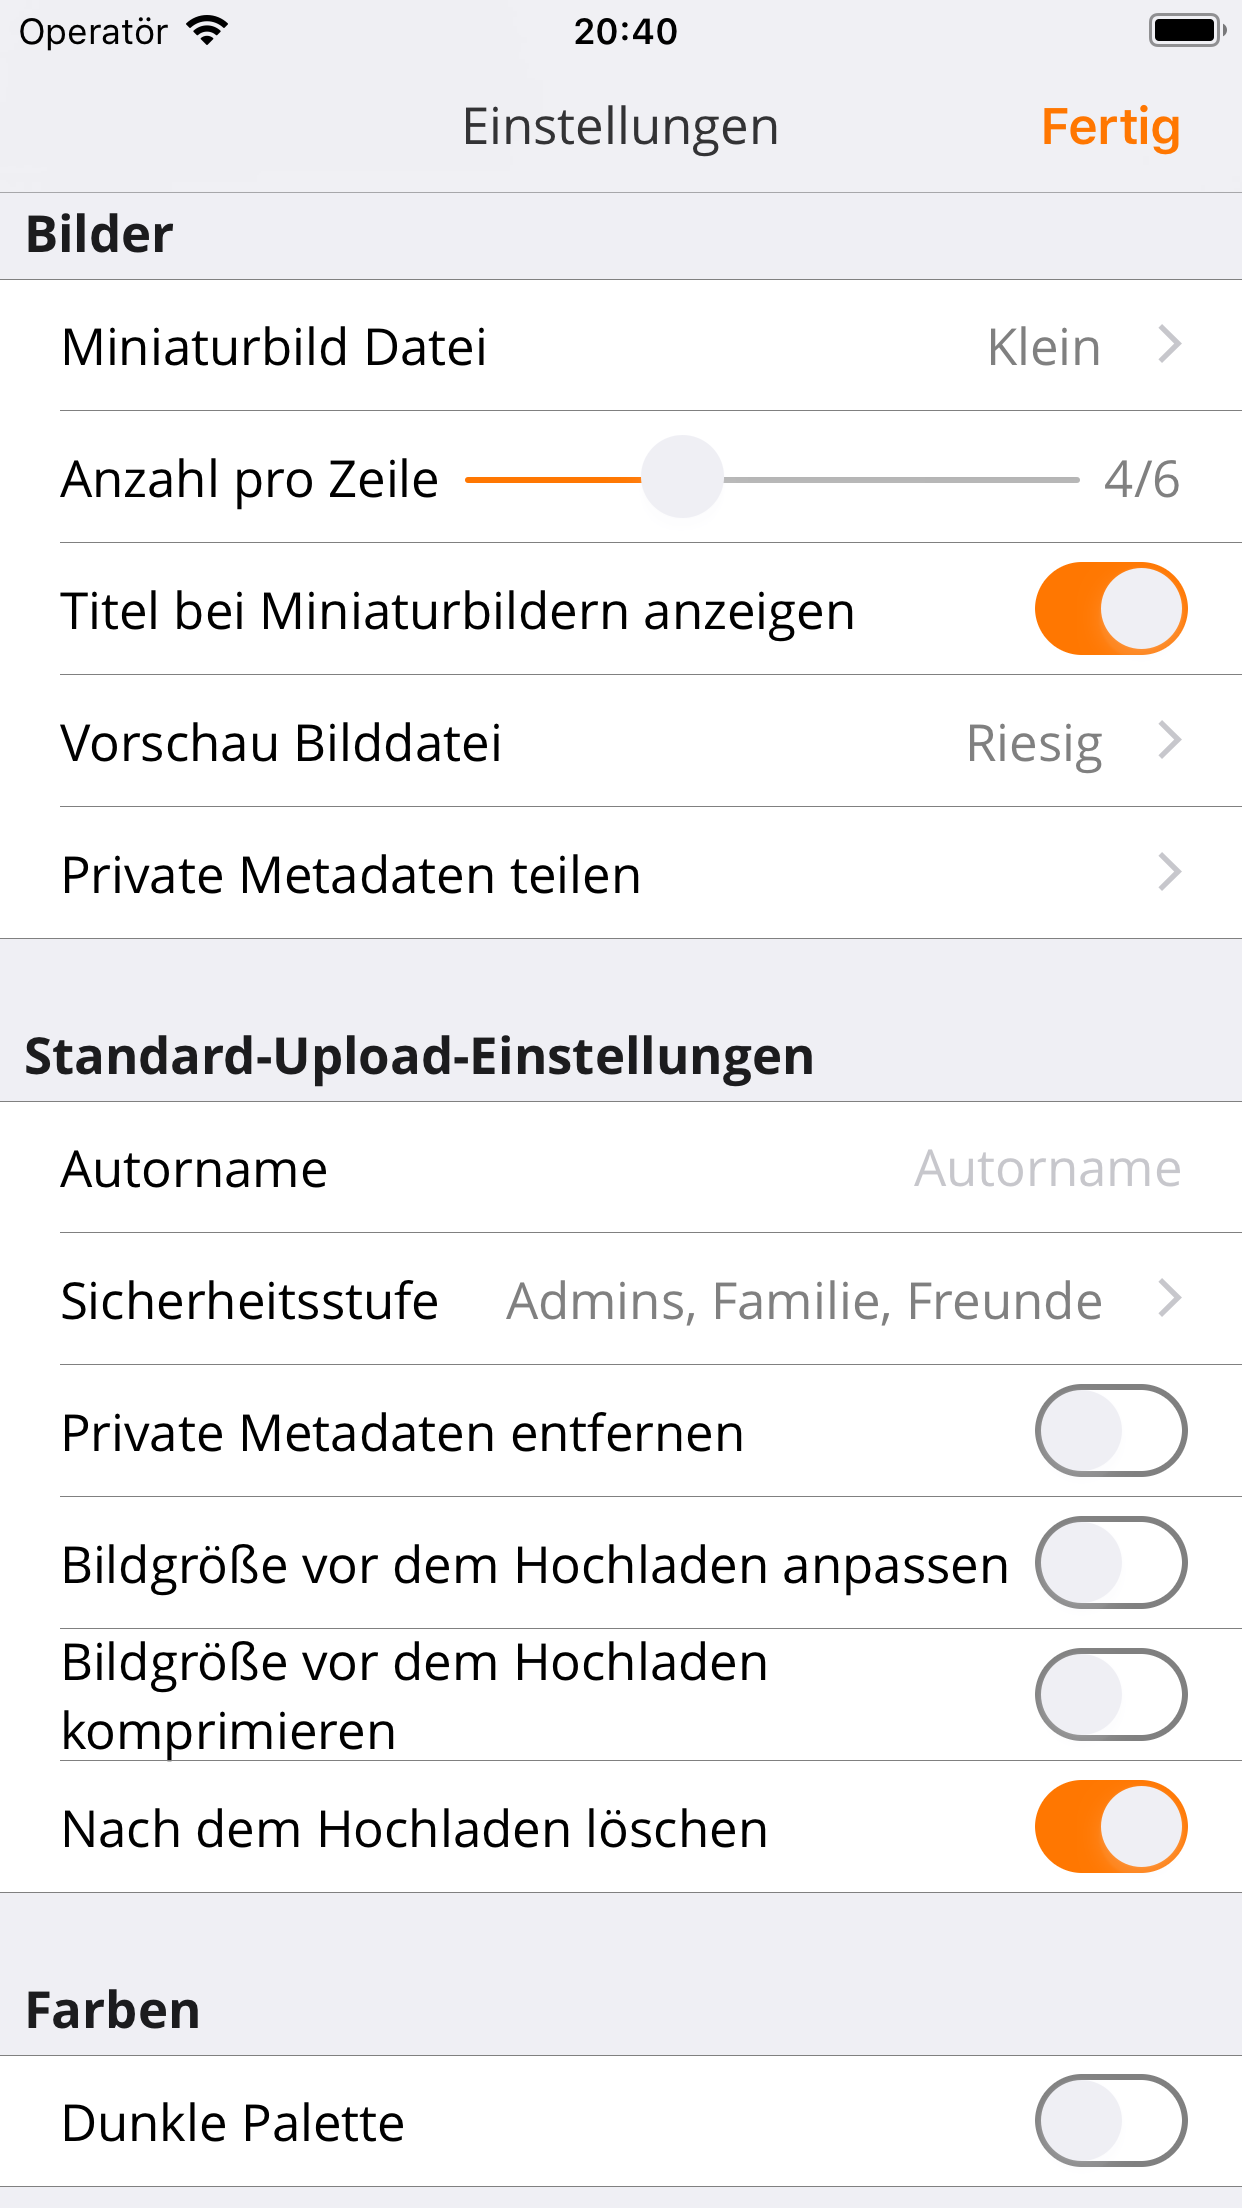 Operatör
20:40
Einstellungen
Fertig
Bilder
Miniaturbild Datei
Klein
Anzahl pro Zeile
4/6
Titel bei Miniaturbildern anzeigen
Vorschau Bilddatei
Riesig
Private Metadaten teilen
Standard-Upload-Einstellungen
Autorname
Autorname
Sicherheitsstufe
Admins, Familie, Freunde
Private Metadaten entfernen
Bildgröße vor dem Hochladen anpassen
Bildgröße vor dem Hochladen
komprimieren
Nach dem Hochladen löschen
Farben
Dunkle Palette